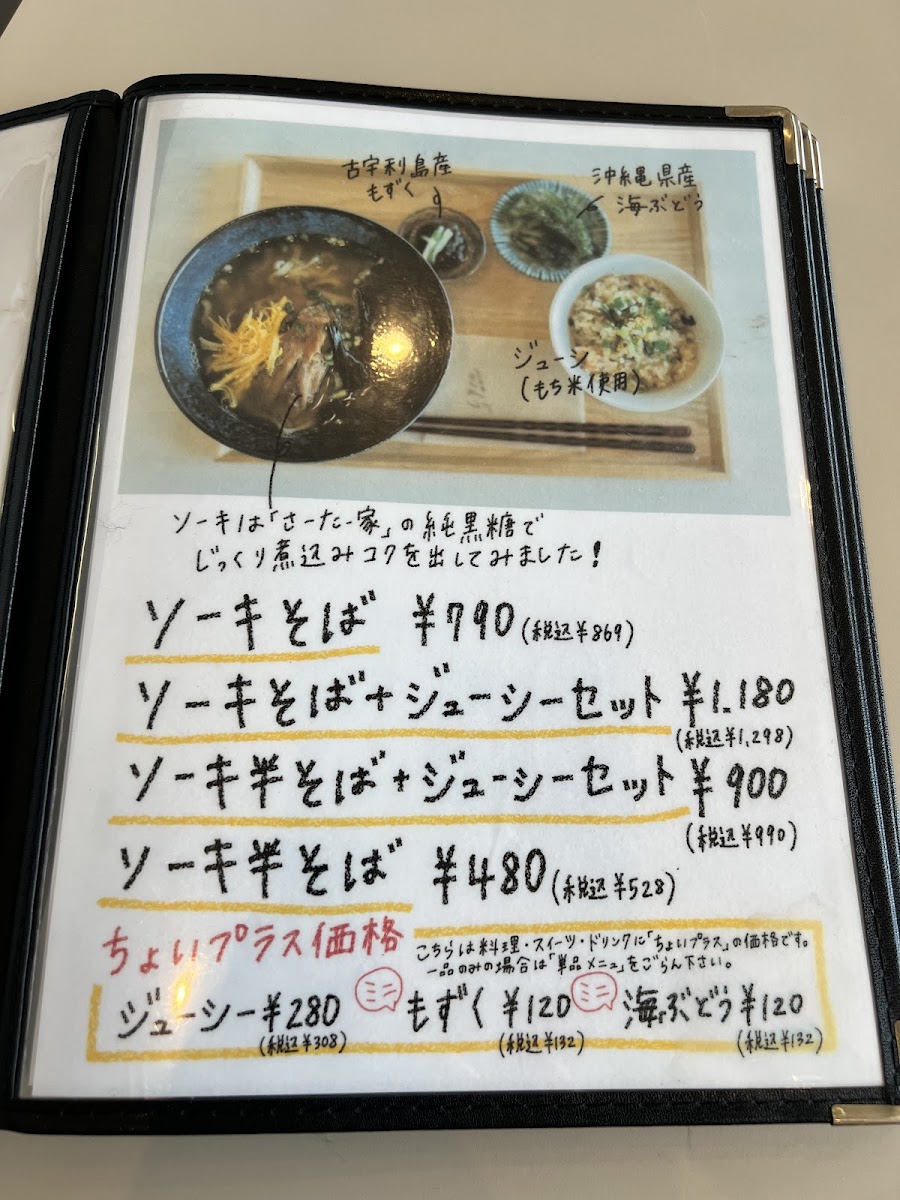 古宇利島産
もずく
沖縄県産
海ぶどう
ジューシ
(もち米使用)
ソーキは「さーたー家」の純黒糖で
じっくり煮込みコクを出してみました!
ソーキそば ¥790(税込¥869)
ソーキそば+ジューシーセット ¥1.180
(税込¥1,298)
ソーキ半そば+ジューシーセット ¥900
(税込¥990)
ソーキ半そば ¥480(税込¥528)
ちょいプラス価格
こちらは料理・スイーツ・ドリンクに「ちょいプラス」の価格です。
一品のみの場合は「単品メニュー」をごらん下さい。
ジューシー¥280
(税込¥308)
ミニ
もずく ¥120
(税込¥132)
ミニ
海ぶどう ¥120
(税込¥132)